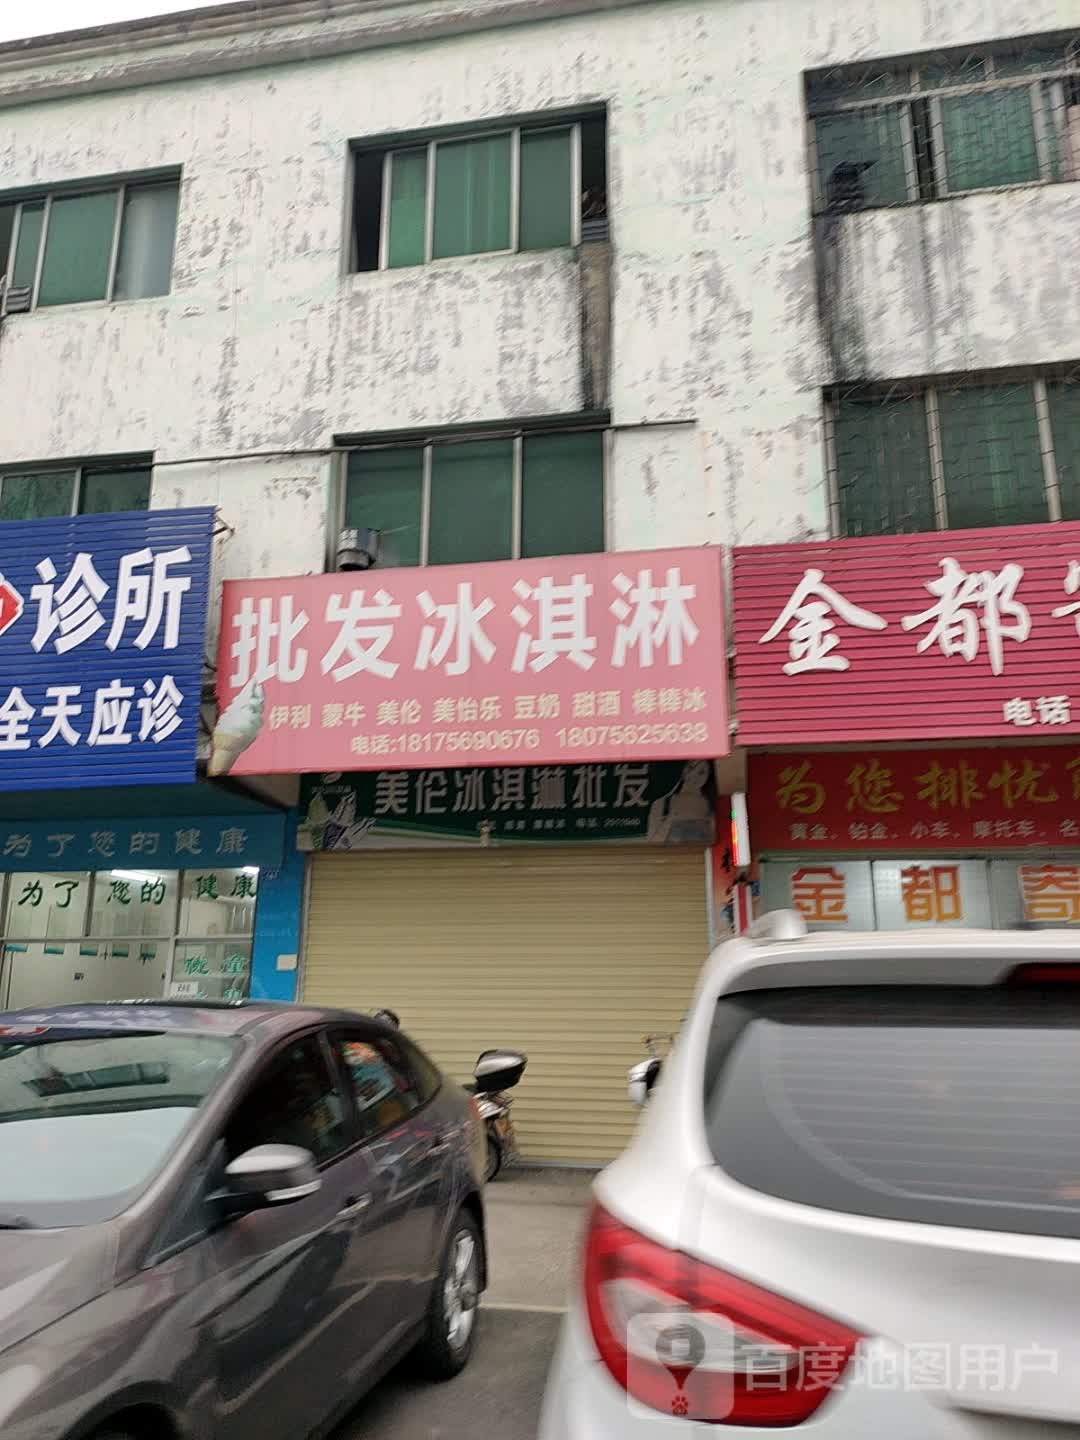 诊所
全天应诊
为了您的健康
为了 您的 健康
批发冰淇淋
伊利 蒙牛 美伦 美怡乐 豆奶 甜酒 棒棒冰
电话:18175690676 18075625638
美伦冰淇淋批发
金都寄
电话
为您排忧
黄金、铂金、小车、摩托车、名
金都寄
百度地图用户